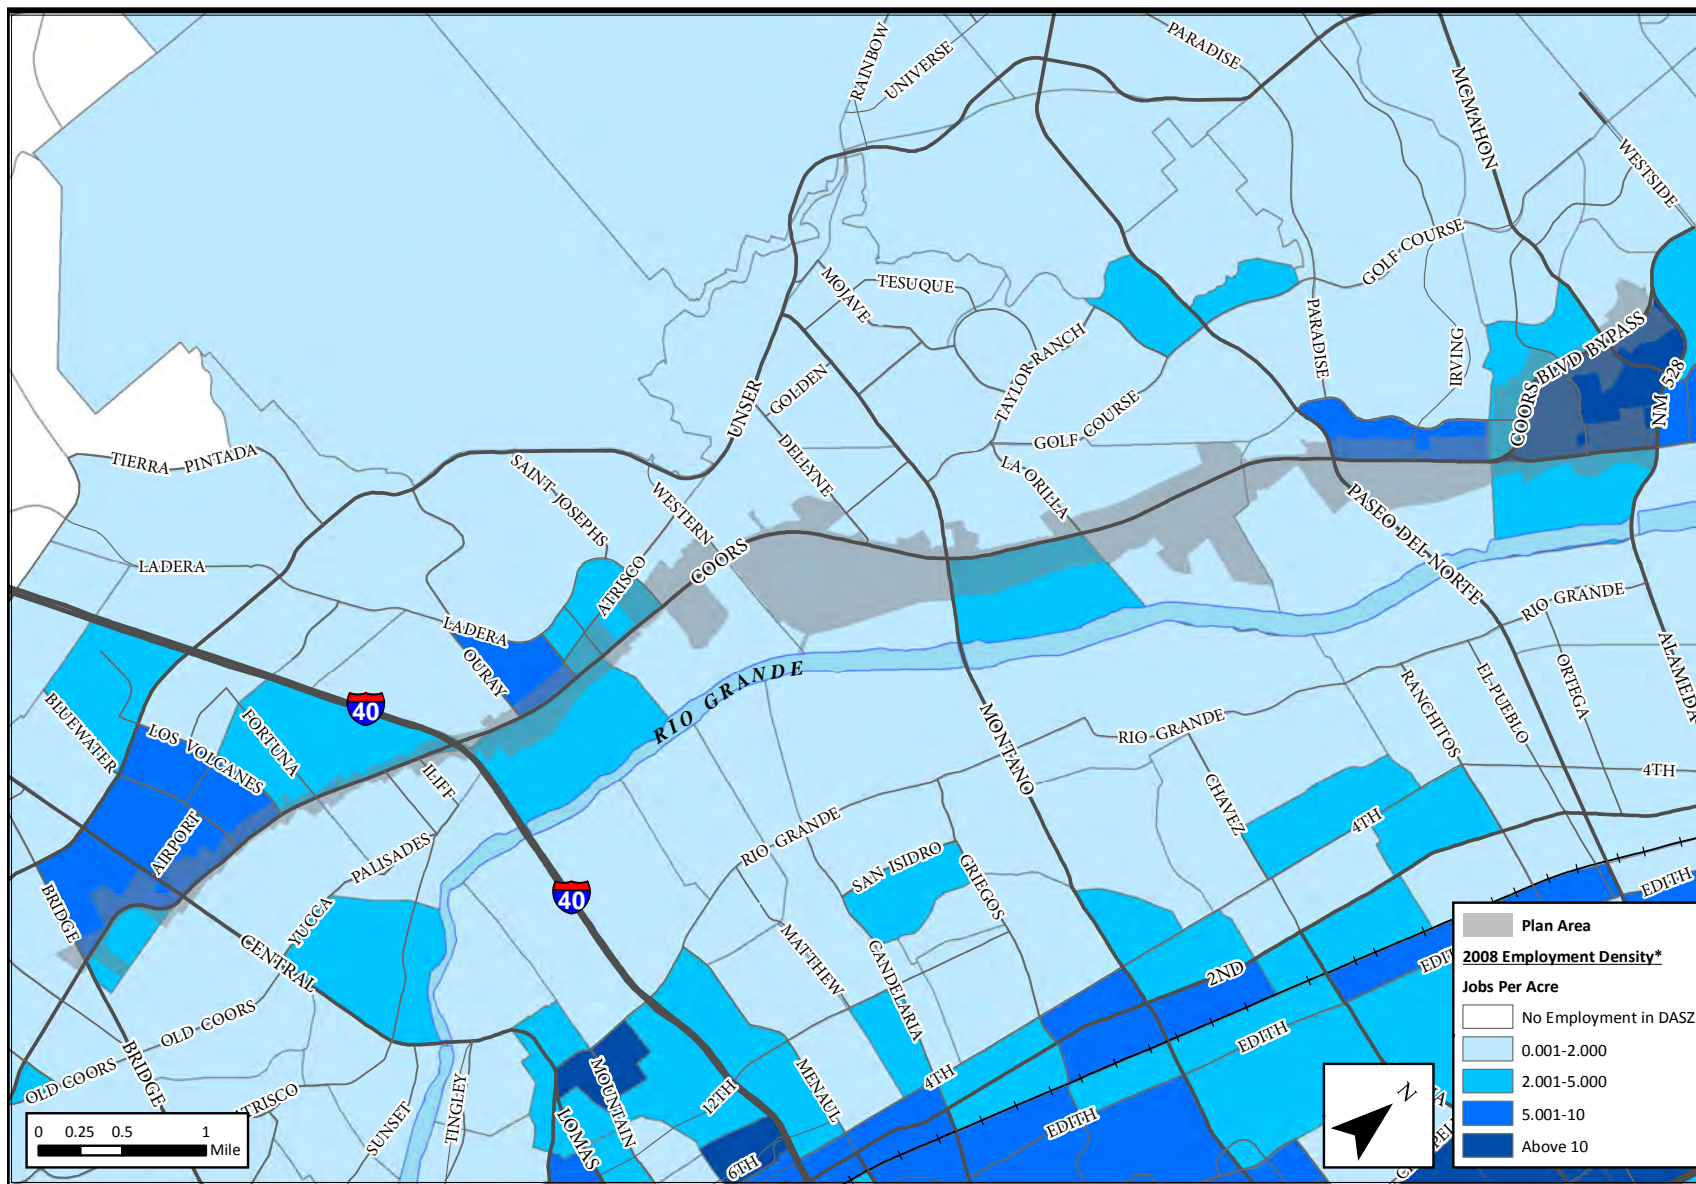 RAINBOW
UNIVERSE
PARADISE
MCMAHON
WESTSIDE
GOLF COURSE
MOJAVE
TESUQUE
TAYLOR RANCH
PARADISE
IRVING
COORS BLVD BYPASS
NM 528
UNSER
GOLDEN
DELLYNE
GOLF COURSE
LA ORILLA
TIERRA PINTADA
SAINT JOSEPHS
WESTERN
COORS
PASEO DEL NORTE
LADERA
ATRISCO
LADERA
OURAY
RIO GRANDE
RIO GRANDE
ALAMEDA
ORTEGA
EL PUEBLO
RANCHITOS
BLUEWATER
LOS VOLCANES
FORTUNA
40
ILIFF
MONTANO
RIO GRANDE
CHAVEZ
4TH
4TH
AIRPORT
PALISADES
RIO GRANDE
SAN ISIDRO
GRIEGOS
EDITH
BRIDGE
YUCCA
CENTRAL
40
MATTHEW
CANDELARIA
2ND
EDITH
OLD COORS
BRIDGE
OLD COORS
ATRISCO
SUNSET
TINGLEY
LOMAS
MOUNTAIN
12TH
6TH
MENAUL
4TH
EDITH
Plan Area
2008 Employment Density*
Jobs Per Acre
No Employment in DASZ
0.001-2.000
2.001-5.000
5.001-10
Above 10
N
0 0.25 0.5 1
Mile